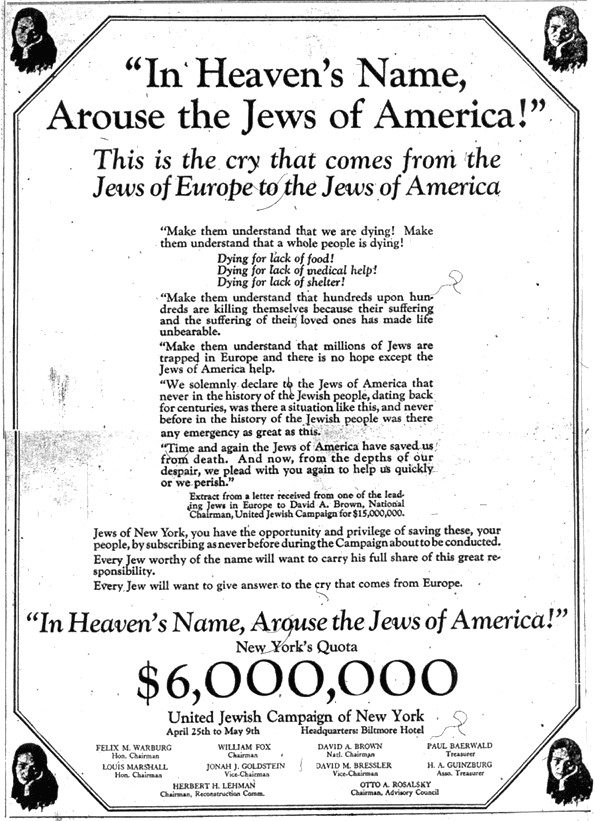 "In Heaven's Name,
Arouse the Jews of America!"
This is the cry that comes from the
Jews of Europe to the Jews of America
"Make them understand that we are dying! Make
them understand that a whole people is dying!
Dying for lack of food!
Dying for lack of medical help!
Dying for lack of shelter!
"Make them understand that hundreds upon hun-
dreds are killing themselves because their suffering
and the suffering of their loved ones has made life
unbearable.
"Make them understand that millions of Jews are
trapped in Europe and there is no hope except the
Jews of America help.
"We solemnly declare to the Jews of America that
never in the history of the Jewish people, dating back
for centuries, was there a situation like this, and never
before in the history of the Jewish people was there
any emergency as great as this.
"Time and again the Jews of America have saved us
from death. And now, from the depths of our
despair, we plead with you again to help us quickly
or we perish."
Extract from a letter received from one of the lead-
ing Jews in Europe to David A. Brown, National
Chairman, United Jewish Campaign for $15,000,000.
Jews of New York, you have the opportunity and privilege of saving these, your
people, by subscribing as never before during the Campaign about to be conducted.
Every Jew worthy of the name will want to carry his full share of this great re-
sponsibility.
Every Jew will want to give answer to the cry that comes from Europe.
"In Heaven's Name, Arouse the Jews of America!"
New York's Quota
$6,000,000
United Jewish Campaign of New York
April 25th to May 9th Headquarters: Biltmore Hotel
FELIX M. WARBURG WILLIAM FOX DAVID A. BROWN PAUL BAERWALD
Hon. Chairman Chairman Natl. Chairman Treasurer
LOUIS MARSHALL JONAH J. GOLDSTEIN DAVID M. BRESSLER H. A. GUINZBURG
Hon. Chairman Vice-Chairman Vice-Chairman Asso. Treasurer
HERBERT H. LEHMAN OTTO A. ROSALSKY
Chairman, Reconstruction Comm. Chairman, Advisory Council